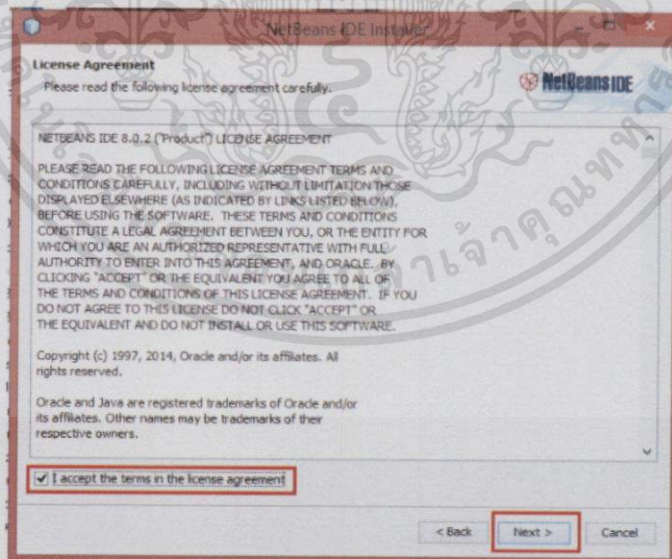 NetBeans IDE Installer
License Agreement
Please read the following license agreement carefully.
NetBeans IDE
NETBEANS IDE 8.0.2 ("Product") LICENSE AGREEMENT
PLEASE READ THE FOLLOWING LICENSE AGREEMENT TERMS AND
CONDITIONS CAREFULLY, INCLUDING WITHOUT LIMITATION THOSE
DISPLAYED ELSEWHERE (AS INDICATED BY LINKS LISTED BELOW),
BEFORE USING THE SOFTWARE. THESE TERMS AND CONDITIONS
CONSTITUTE A LEGAL AGREEMENT BETWEEN YOU, OR THE ENTITY FOR
WHICH YOU ARE AN AUTHORIZED REPRESENTATIVE WITH FULL
AUTHORITY TO ENTER INTO THIS AGREEMENT, AND ORACLE. BY
CLICKING "ACCEPT" OR THE EQUIVALENT YOU AGREE TO ALL OF
THE TERMS AND CONDITIONS OF THIS LICENSE AGREEMENT. IF YOU
DO NOT AGREE TO THIS LICENSE DO NOT CLICK "ACCEPT" OR
THE EQUIVALENT AND DO NOT INSTALL OR USE THIS SOFTWARE.
Copyright (c) 1997, 2014, Oracle and/or its affiliates. All
rights reserved.
Oracle and Java are registered trademarks of Oracle and/or
its affiliates. Other names may be trademarks of their
respective owners.
I accept the terms in the license agreement
< Back
Next >
Cancel